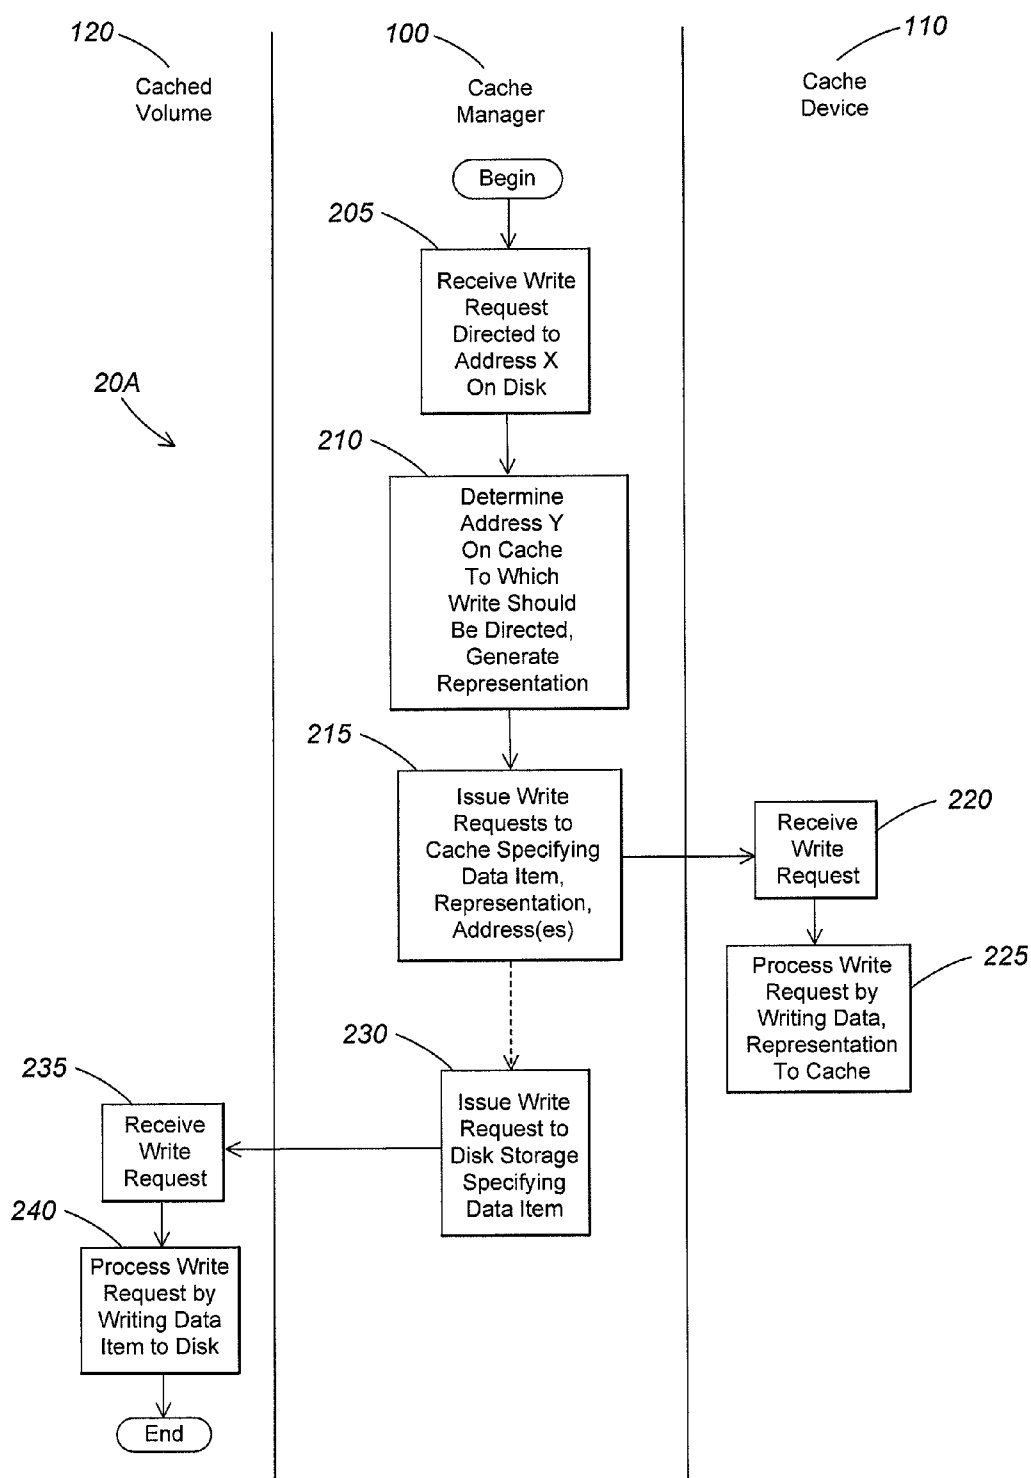 120
Cached
Volume
100
Cache
Manager
110
Cache
Device
Begin
205
Receive Write
Request
Directed to
Address X
On Disk
20A
210
Determine
Address Y
On Cache
To Which
Write Should
Be Directed,
Generate
Representation
215
Issue Write
Requests to
Cache Specifying
Data Item,
Representation,
Address(es)
220
Receive
Write
Request
225
Process Write
Request by
Writing Data,
Representation
To Cache
230
Issue Write
Request to
Disk Storage
Specifying
Data Item
235
Receive
Write
Request
240
Process Write
Request by
Writing Data
Item to Disk
End